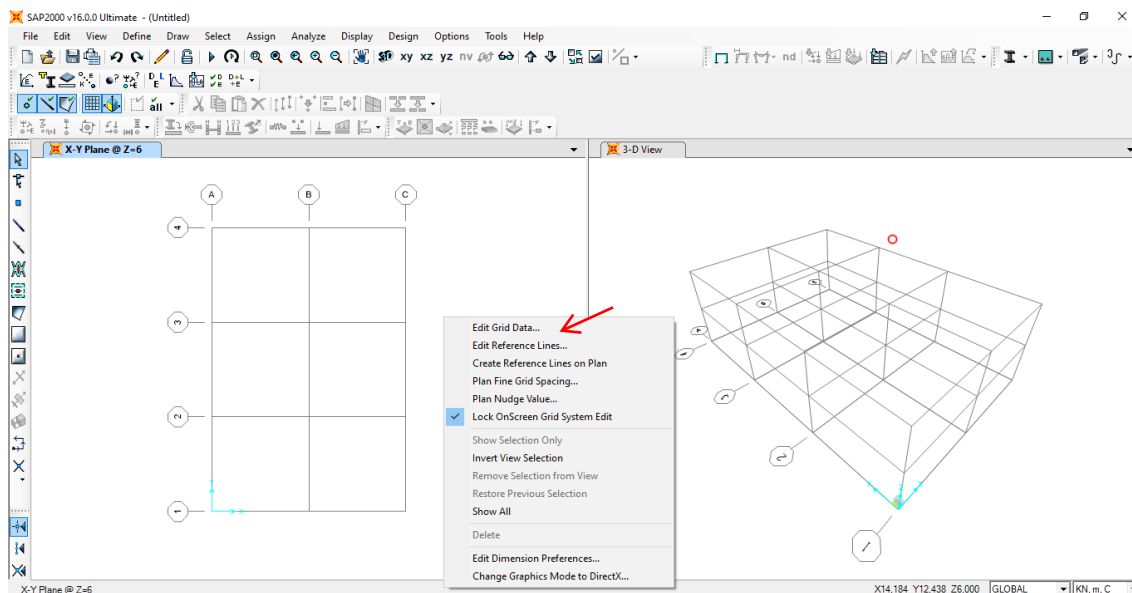 SAP2000 v16.0.0 Ultimate - (Untitled)
File Edit View Define Draw Select Assign Analyze Display Design Options Tools Help
3D xy xz yz nv
nd
all
X-Y Plane @ Z=6
3-D View
A B C
4
3
2
1
Y
X
Edit Grid Data...
Edit Reference Lines...
Create Reference Lines on Plan
Plan Fine Grid Spacing...
Plan Nudge Value...
Lock OnScreen Grid System Edit
Show Selection Only
Invert View Selection
Remove Selection from View
Restore Previous Selection
Show All
Delete
Edit Dimension Preferences...
Change Graphics Mode to DirectX...
2
1
X-Y Plane @ Z=6
X14.184 Y12.438 Z6.000
GLOBAL
KN, m, C